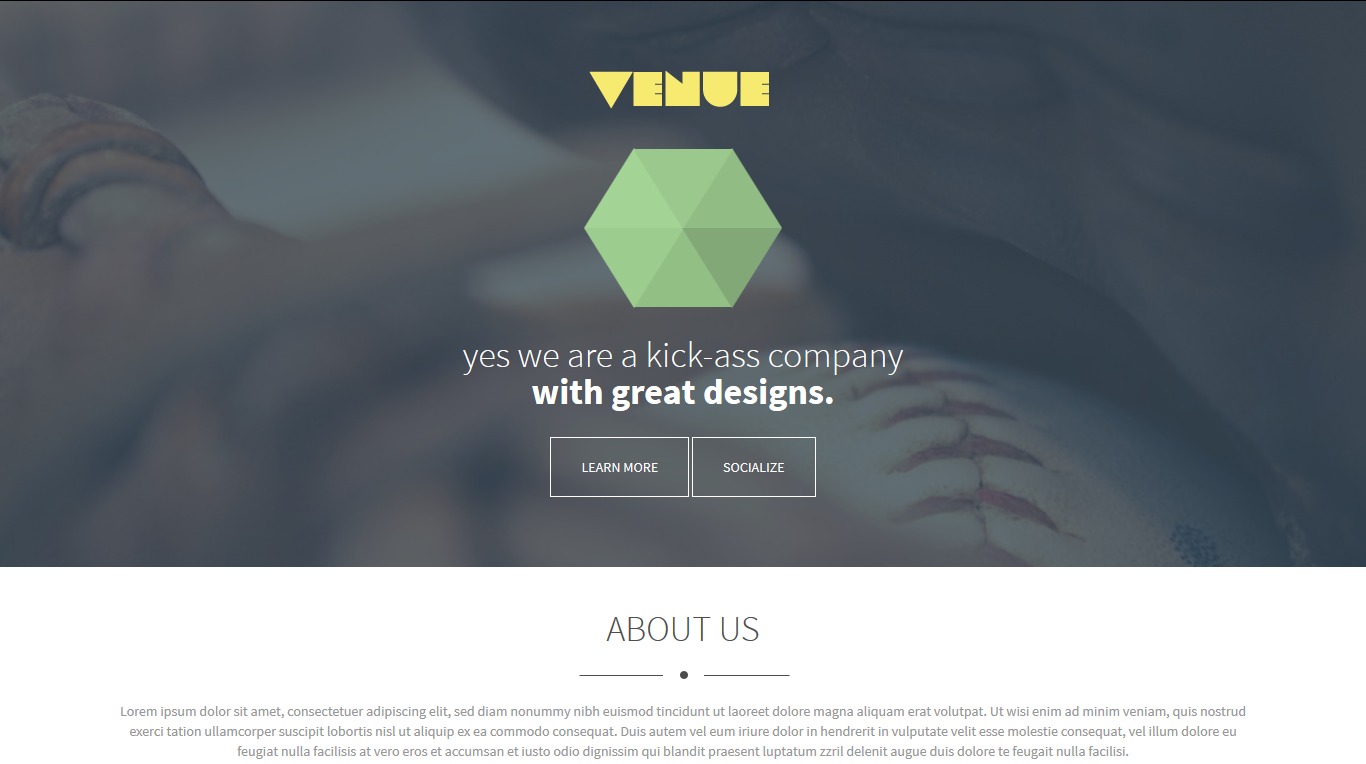 VENUE
yes we are a kick-ass company
with great designs.
LEARN MORE
SOCIALIZE
ABOUT US
Lorem ipsum dolor sit amet, consectetuer adipiscing elit, sed diam nonummy nibh euismod tincidunt ut laoreet dolore magna aliquam erat volutpat. Ut wisi enim ad minim veniam, quis nostrud
exerci tation ullamcorper suscipit lobortis nisl ut aliquip ex ea commodo consequat. Duis autem vel eum iriure dolor in hendrerit in vulputate velit esse molestie consequat, vel illum dolore eu
feugiat nulla facilisis at vero eros et accumsan et iusto odio dignissim qui blandit praesent luptatum zzril delenit augue duis dolore te feugait nulla facilisi.